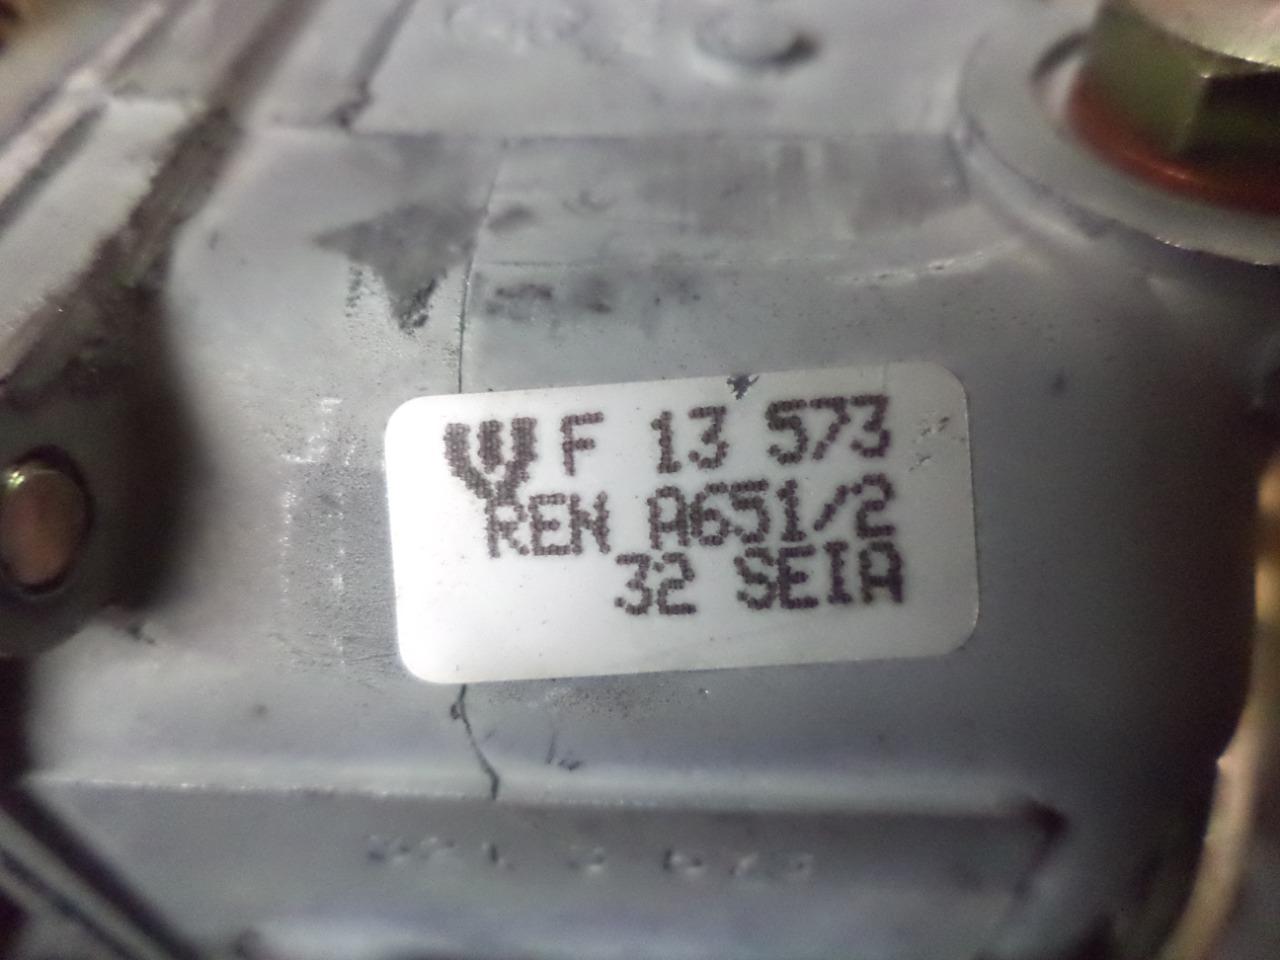 F 13 573
REN A651/2
32 SEIA